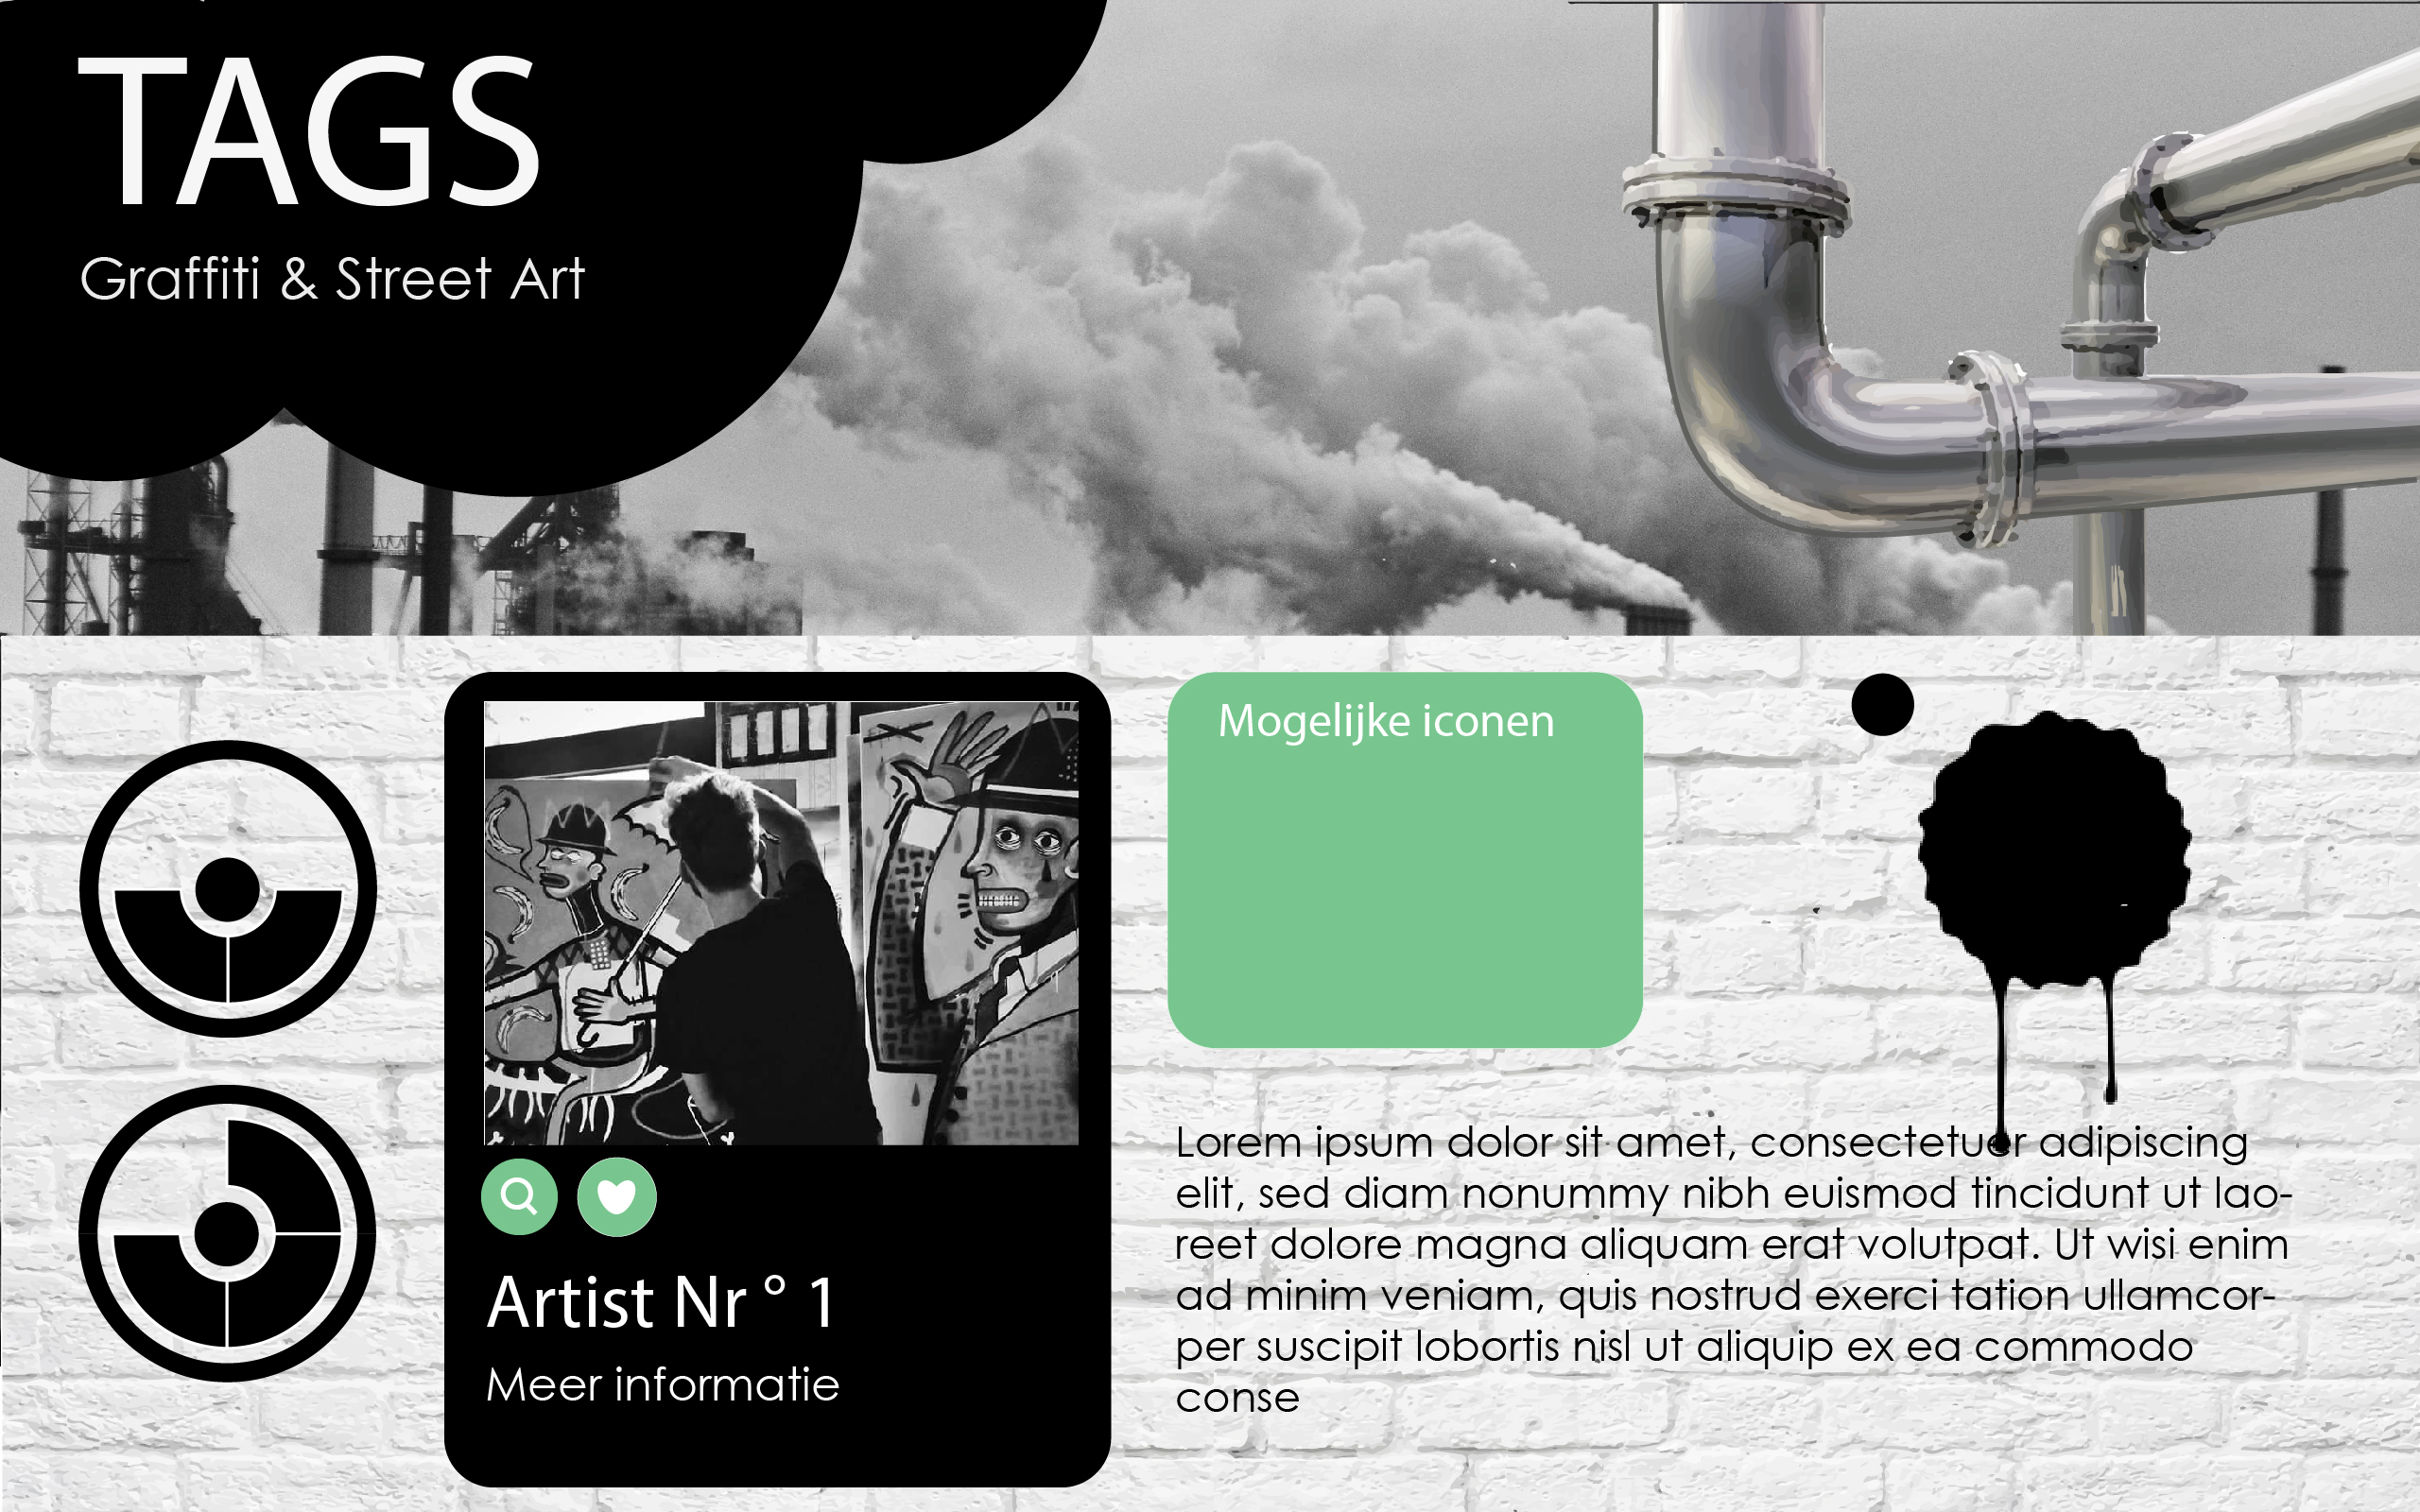 TAGS
Graffiti & Street Art
Mogelijke iconen
Artist Nr ° 1
Meer informatie
Lorem ipsum dolor sit amet, consectetuer adipiscing
elit, sed diam nonummy nibh euismod tincidunt ut lao-
reet dolore magna aliquam erat volutpat. Ut wisi enim
ad minim veniam, quis nostrud exerci tation ullamcor-
per suscipit lobortis nisl ut aliquip ex ea commodo
conse